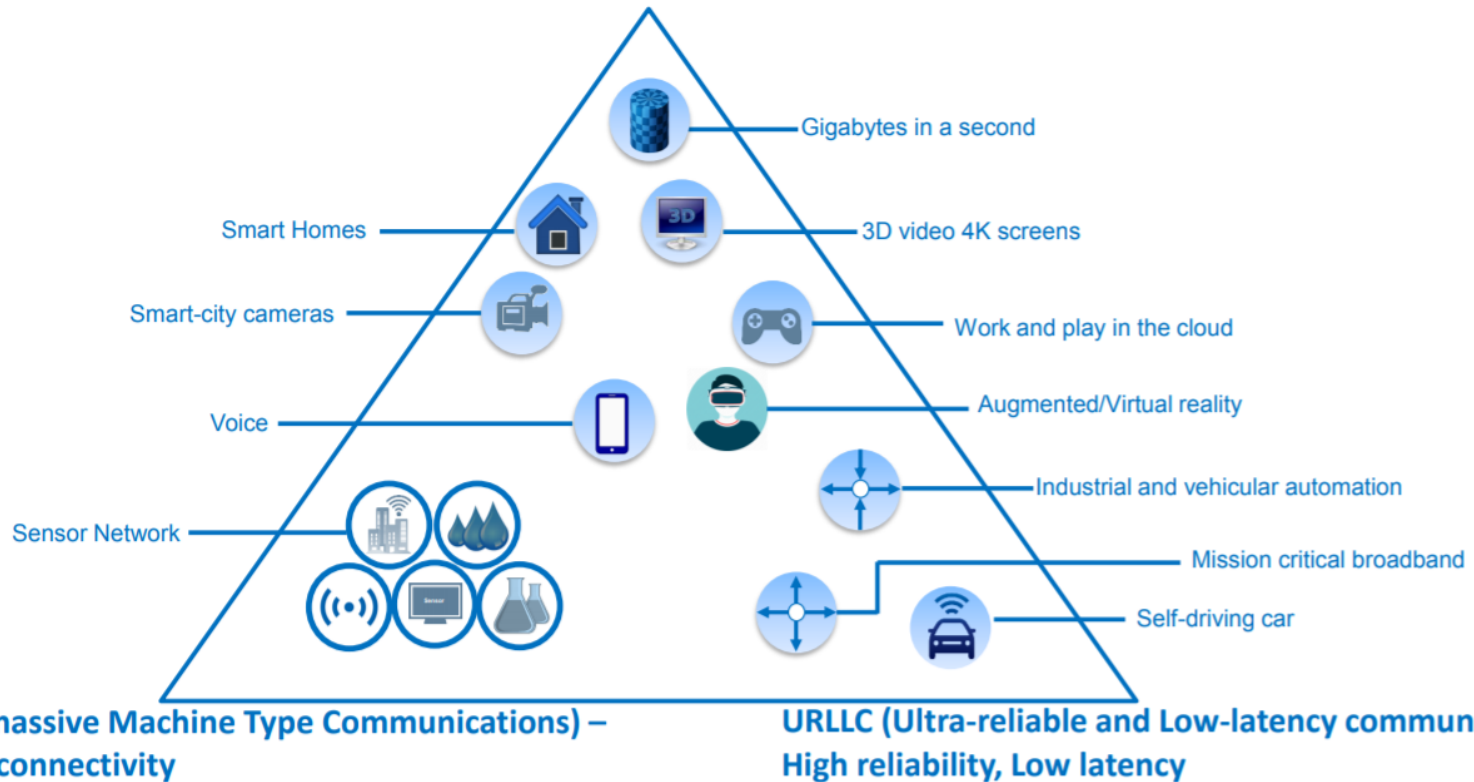 Gigabytes in a second
Smart Homes
3D
3D video 4K screens
Smart-city cameras
Work and play in the cloud
Augmented/Virtual reality
Voice
Industrial and vehicular automation
Sensor Network
Mission critical broadband
Sensor
Self-driving car
massive Machine Type Communications) –
connectivity
URLLC (Ultra-reliable and Low-latency commun
High reliability, Low latency